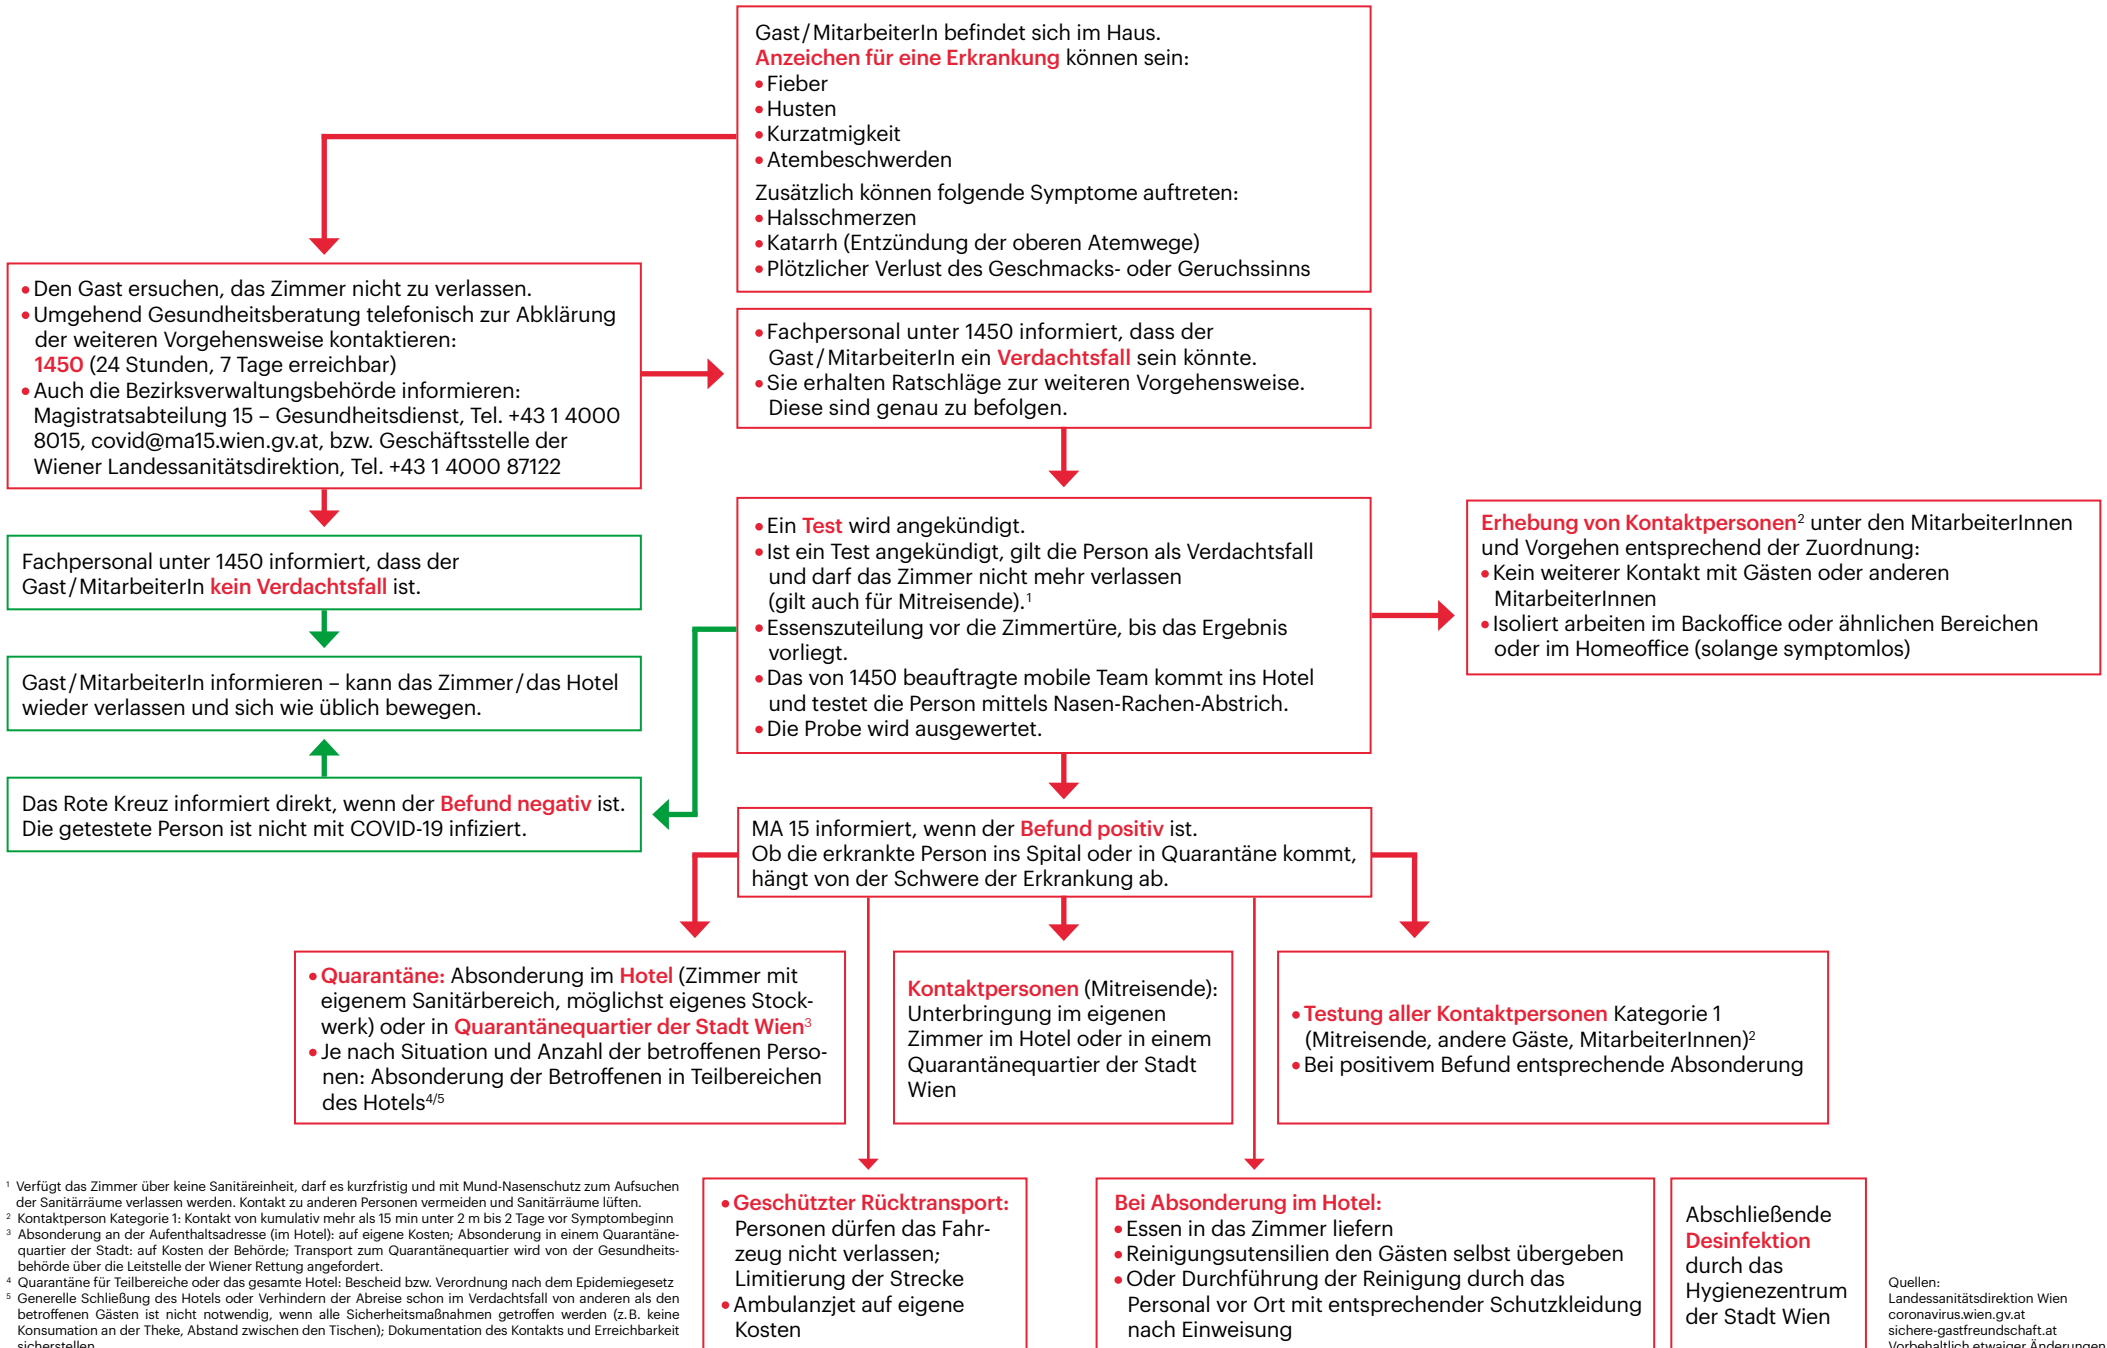 Gast/MitarbeiterIn befindet sich im Haus.
Anzeichen für eine Erkrankung können sein:
• Fieber
• Husten
• Kurzatmigkeit
• Atembeschwerden
Zusätzlich können folgende Symptome auftreten:
• Halsschmerzen
• Katarrh (Entzündung der oberen Atemwege)
• Plötzlicher Verlust des Geschmacks- oder Geruchssinns
• Den Gast ersuchen, das Zimmer nicht zu verlassen.
• Umgehend Gesundheitsberatung telefonisch zur Abklärung
der weiteren Vorgehensweise kontaktieren:
1450 (24 Stunden, 7 Tage erreichbar)
• Auch die Bezirksverwaltungsbehörde informieren:
Magistratsabteilung 15 – Gesundheitsdienst, Tel. +43 1 4000
8015, covid@ma15.wien.gv.at, bzw. Geschäftsstelle der
Wiener Landessanitätsdirektion, Tel. +43 1 4000 87122
• Fachpersonal unter 1450 informiert, dass der
Gast/MitarbeiterIn ein Verdachtsfall sein könnte.
• Sie erhalten Ratschläge zur weiteren Vorgehensweise.
Diese sind genau zu befolgen.
Fachpersonal unter 1450 informiert, dass der
Gast/MitarbeiterIn kein Verdachtsfall ist.
Gast/MitarbeiterIn informieren – kann das Zimmer/das Hotel
wieder verlassen und sich wie üblich bewegen.
Das Rote Kreuz informiert direkt, wenn der Befund negativ ist.
Die getestete Person ist nicht mit COVID-19 infiziert.
• Ein Test wird angekündigt.
• Ist ein Test angekündigt, gilt die Person als Verdachtsfall
und darf das Zimmer nicht mehr verlassen
(gilt auch für Mitreisende).¹
• Essenszuteilung vor die Zimmertüre, bis das Ergebnis
vorliegt.
• Das von 1450 beauftragte mobile Team kommt ins Hotel
und testet die Person mittels Nasen-Rachen-Abstrich.
• Die Probe wird ausgewertet.
Erhebung von Kontaktpersonen² unter den MitarbeiterInnen
und Vorgehen entsprechend der Zuordnung:
• Kein weiterer Kontakt mit Gästen oder anderen
MitarbeiterInnen
• Isoliert arbeiten im Backoffice oder ähnlichen Bereichen
oder im Homeoffice (solange symptomlos)
MA 15 informiert, wenn der Befund positiv ist.
Ob die erkrankte Person ins Spital oder in Quarantäne kommt,
hängt von der Schwere der Erkrankung ab.
• Quarantäne: Absonderung im Hotel (Zimmer mit
eigenem Sanitärbereich, möglichst eigenes Stock-
werk) oder in Quarantänequartier der Stadt Wien³
• Je nach Situation und Anzahl der betroffenen Perso-
nen: Absonderung der Betroffenen in Teilbereichen
des Hotels⁴/⁵
Kontaktpersonen (Mitreisende):
Unterbringung im eigenen
Zimmer im Hotel oder in einem
Quarantänequartier der Stadt
Wien
• Testung aller Kontaktpersonen Kategorie 1
(Mitreisende, andere Gäste, MitarbeiterInnen)²
• Bei positivem Befund entsprechende Absonderung
• Geschützter Rücktransport:
Personen dürfen das Fahr-
zeug nicht verlassen;
Limitierung der Strecke
• Ambulanzjet auf eigene
Kosten
Bei Absonderung im Hotel:
• Essen in das Zimmer liefern
• Reinigungsutensilien den Gästen selbst übergeben
• Oder Durchführung der Reinigung durch das
Personal vor Ort mit entsprechender Schutzkleidung
nach Einweisung
Abschließende
Desinfektion
durch das
Hygienezentrum
der Stadt Wien
¹ Verfügt das Zimmer über keine Sanitäreinheit, darf es kurzfristig und mit Mund-Nasenschutz zum Aufsuchen
der Sanitärräume verlassen werden. Kontakt zu anderen Personen vermeiden und Sanitärräume lüften.
² Kontaktperson Kategorie 1: Kontakt von kumulativ mehr als 15 min unter 2 m bis 2 Tage vor Symptombeginn
³ Absonderung an der Aufenthaltsadresse (im Hotel): auf eigene Kosten; Absonderung in einem Quarantäne-
quartier der Stadt: auf Kosten der Behörde; Transport zum Quarantänequartier wird von der Gesundheits-
behörde über die Leitstelle der Wiener Rettung angefordert.
⁴ Quarantäne für Teilbereiche oder das gesamte Hotel: Bescheid bzw. Verordnung nach dem Epidemiegesetz
⁵ Generelle Schließung des Hotels oder Verhindern der Abreise schon im Verdachtsfall von anderen als den
betroffenen Gästen ist nicht notwendig, wenn alle Sicherheitsmaßnahmen getroffen werden (z.B. keine
Konsumation an der Theke, Abstand zwischen den Tischen); Dokumentation des Kontakts und Erreichbarkeit
sicherstellen
Quellen:
Landessanitätsdirektion Wien
coronavirus.wien.gv.at
sichere-gastfreundschaft.at
Vorbehaltlich etwaiger Änderungen